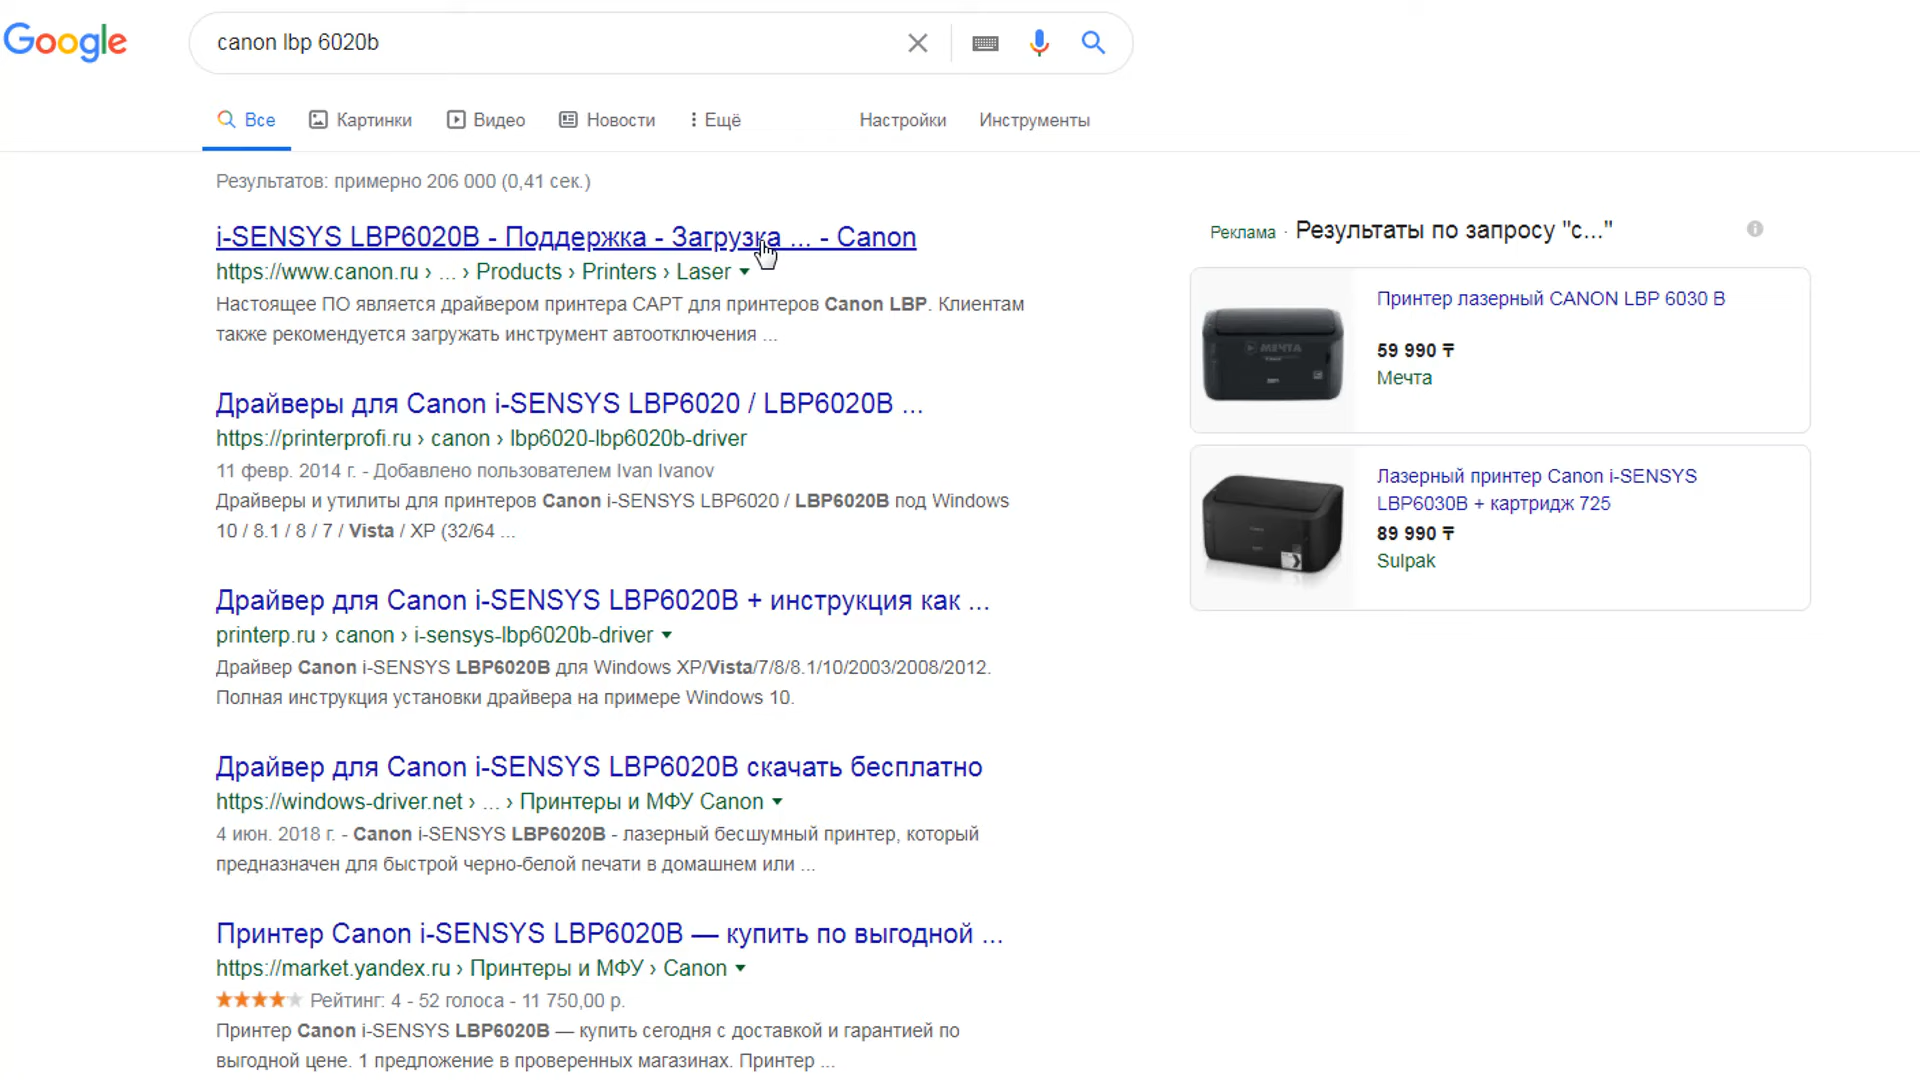 Google
canon lbp 6020b
Все
Картинки
Видео
Новости
Ещё
Настройки
Инструменты
Результатов: примерно 206 000 (0,41 сек.)
i-SENSYS LBP6020B - Поддержка - Загрузка ... - Canon
https://www.canon.ru › ... › Products › Printers › Laser
Настоящее ПО является драйвером принтера CAPT для принтеров Canon LBP. Клиентам
также рекомендуется загружать инструмент автоотключения ...
Драйверы для Canon i-SENSYS LBP6020 / LBP6020B ...
https://printerprofi.ru › canon › lbp6020-lbp6020b-driver
11 февр. 2014 г. - Добавлено пользователем Ivan Ivanov
Драйверы и утилиты для принтеров Canon i-SENSYS LBP6020 / LBP6020B под Windows
10 / 8.1 / 8 / 7 / Vista / XP (32/64 ...
Драйвер для Canon i-SENSYS LBP6020B + инструкция как ...
printerp.ru › canon › i-sensys-lbp6020b-driver
Драйвер Canon i-SENSYS LBP6020B для Windows XP/Vista/7/8/8.1/10/2003/2008/2012.
Полная инструкция установки драйвера на примере Windows 10.
Драйвер для Canon i-SENSYS LBP6020B скачать бесплатно
https://windows-driver.net › ... › Принтеры и МФУ Canon
4 июн. 2018 г. - Canon i-SENSYS LBP6020B - лазерный бесшумный принтер, который
предназначен для быстрой черно-белой печати в домашнем или ...
Принтер Canon i-SENSYS LBP6020B — купить по выгодной ...
https://market.yandex.ru › Принтеры и МФУ › Canon
Рейтинг: 4 - 52 голоса - 11 750,00 р.
Принтер Canon i-SENSYS LBP6020B — купить сегодня с доставкой и гарантией по
выгодной цене. 1 предложение в проверенных магазинах. Принтер ...
Реклама · Результаты по запросу "с..."
МЕЧТА
Принтер лазерный CANON LBP 6030 B
59 990 ₸
Мечта
Лазерный принтер Canon i-SENSYS
LBP6030B + картридж 725
89 990 ₸
Sulpak